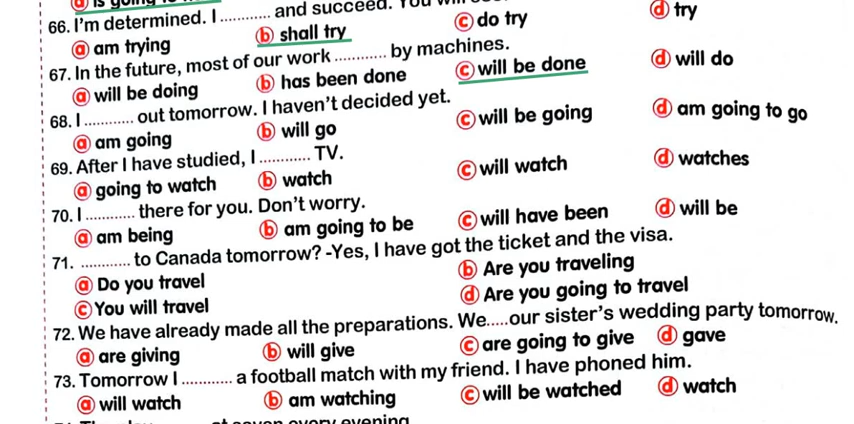 66. I'm determined. I ............ and succeed.
ⓐ am trying ⓑ shall try ⓒ do try ⓓ try
67. In the future, most of our work ............ by machines.
ⓐ will be doing ⓑ has been done ⓒ will be done ⓓ will do
68. I ............ out tomorrow. I haven't decided yet.
ⓐ am going ⓑ will go ⓒ will be going ⓓ am going to go
69. After I have studied, I ............ TV.
ⓐ going to watch ⓑ watch ⓒ will watch ⓓ watches
70. I ............ there for you. Don't worry.
ⓐ am being ⓑ am going to be ⓒ will have been ⓓ will be
71. ............ to Canada tomorrow? -Yes, I have got the ticket and the visa.
ⓐ Do you travel ⓑ Are you traveling
ⓒ You will travel ⓓ Are you going to travel
72. We have already made all the preparations. We.....our sister's wedding party tomorrow.
ⓐ are giving ⓑ will give ⓒ are going to give ⓓ gave
73. Tomorrow I ............ a football match with my friend. I have phoned him.
ⓐ will watch ⓑ am watching ⓒ will be watched ⓓ watch